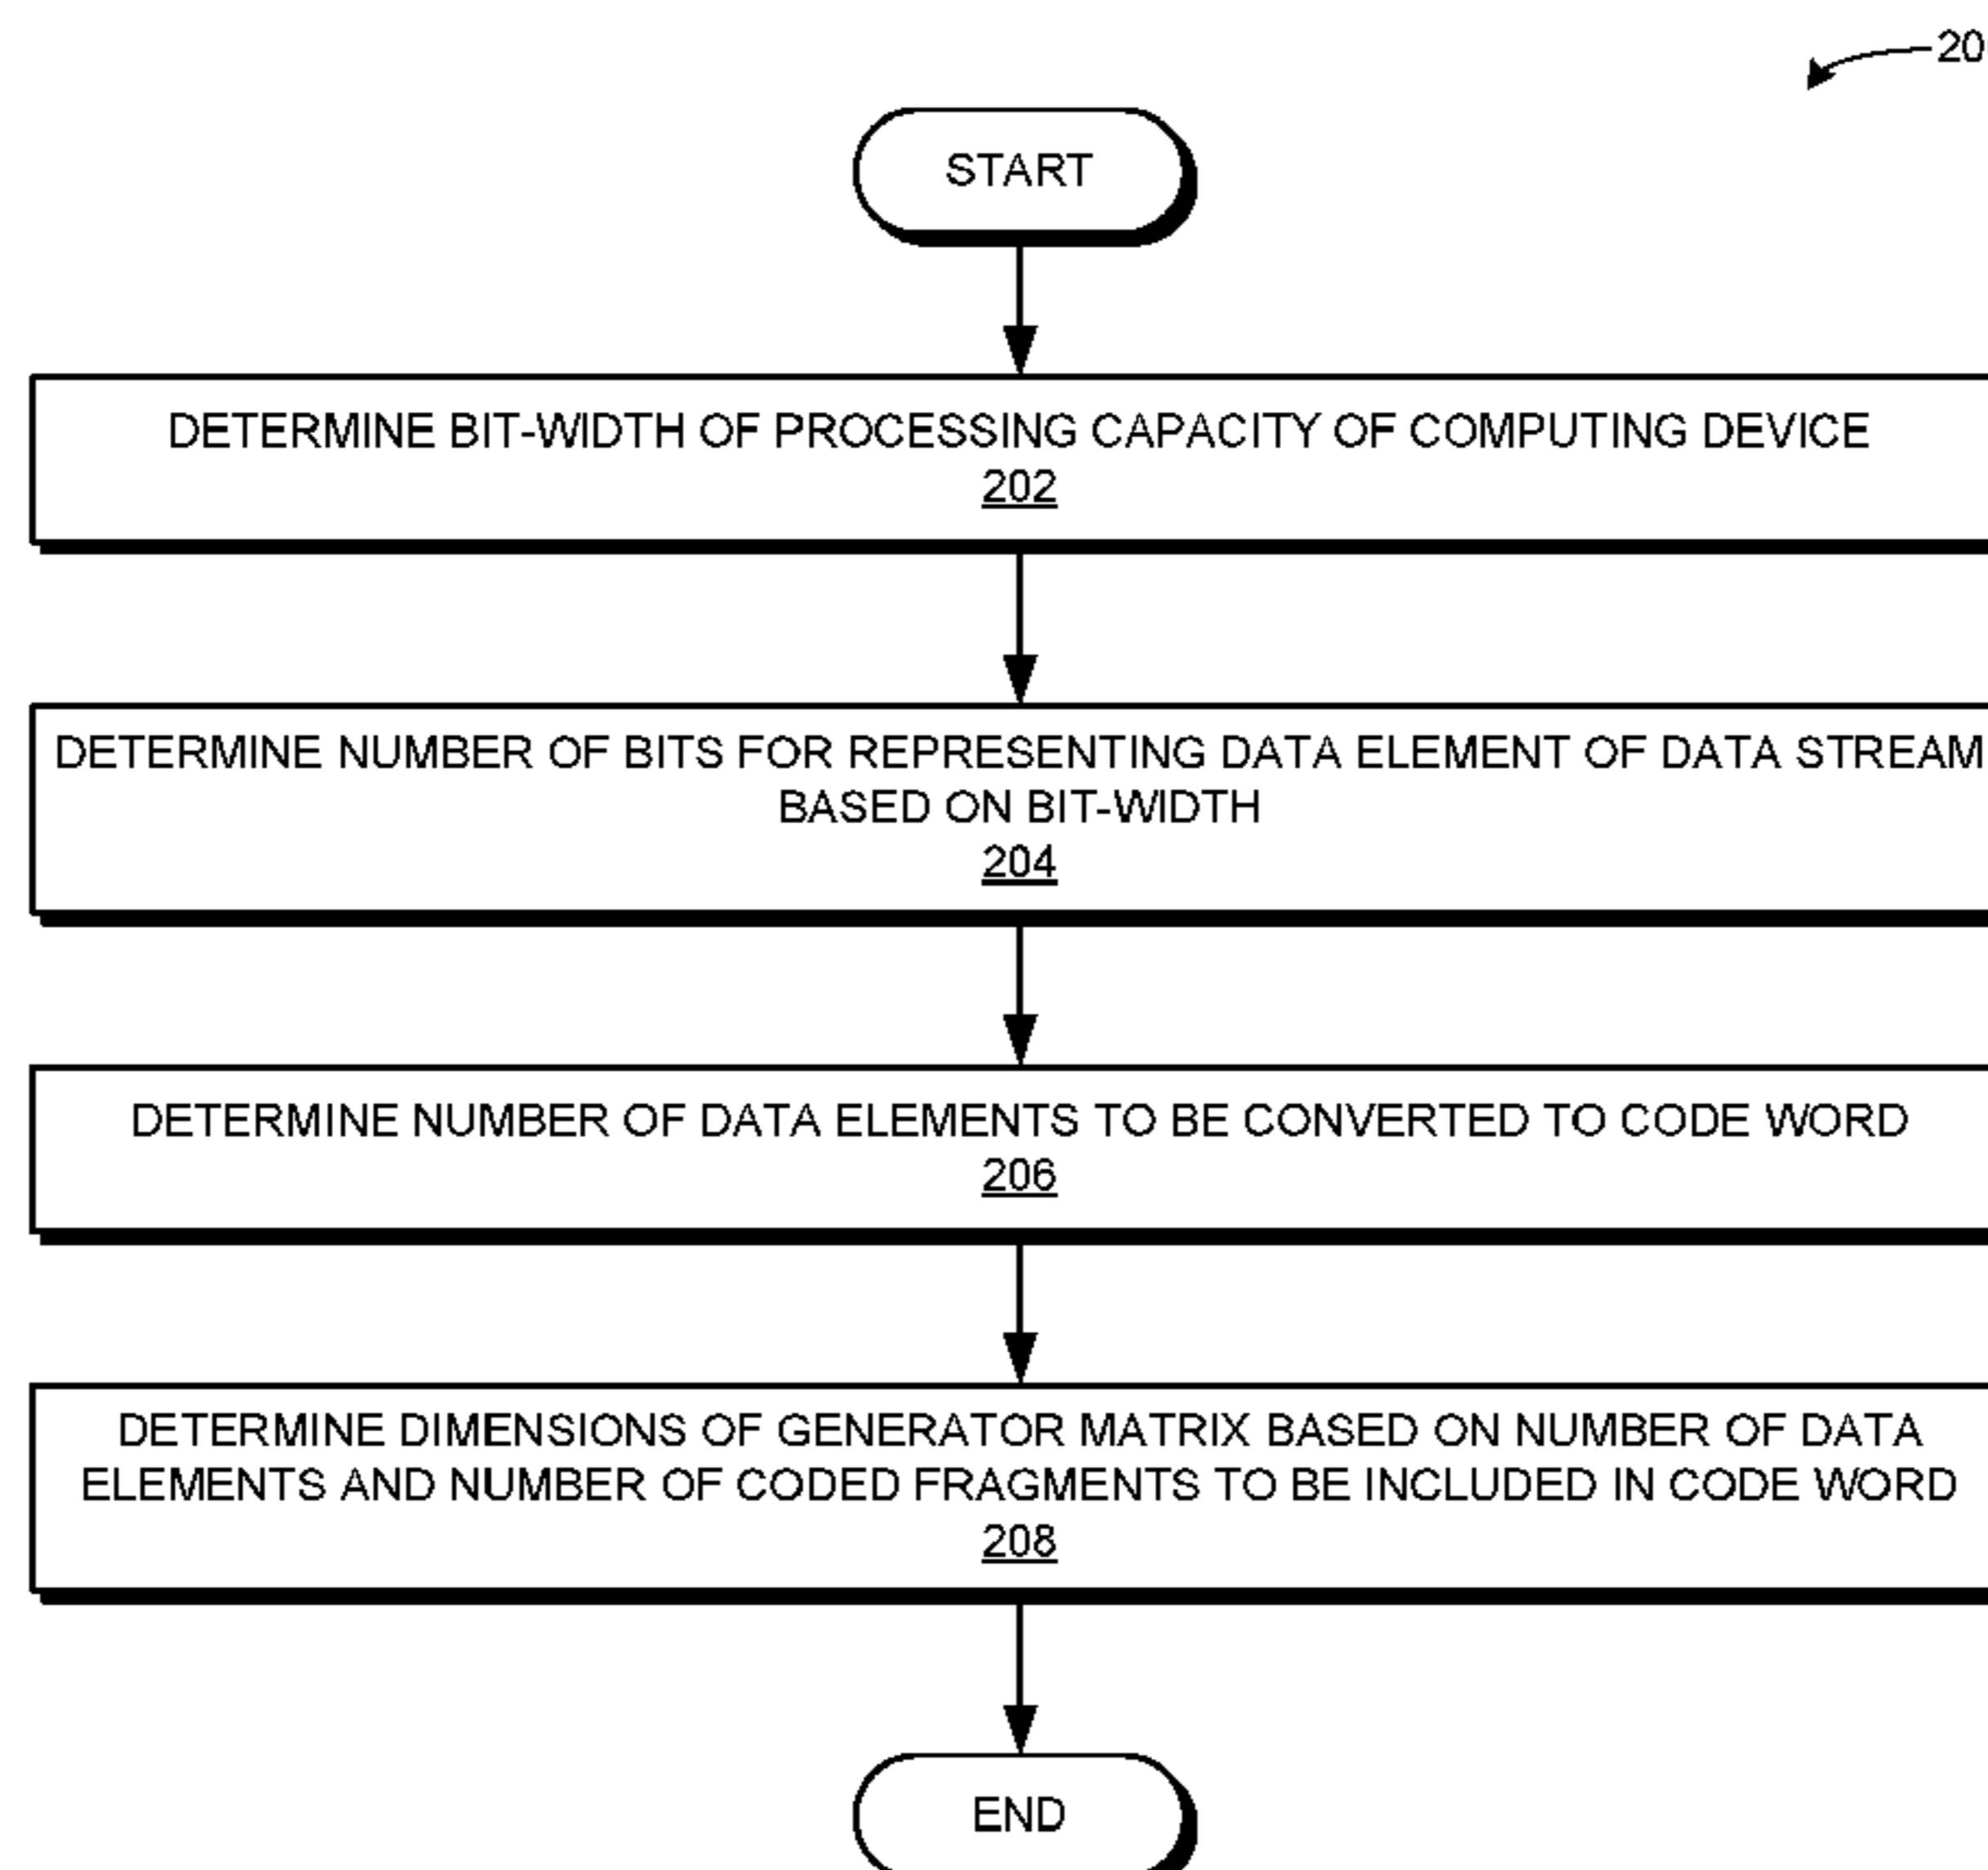 20
START
DETERMINE BIT-WIDTH OF PROCESSING CAPACITY OF COMPUTING DEVICE
202
DETERMINE NUMBER OF BITS FOR REPRESENTING DATA ELEMENT OF DATA STREAM
BASED ON BIT-WIDTH
204
DETERMINE NUMBER OF DATA ELEMENTS TO BE CONVERTED TO CODE WORD
206
DETERMINE DIMENSIONS OF GENERATOR MATRIX BASED ON NUMBER OF DATA
ELEMENTS AND NUMBER OF CODED FRAGMENTS TO BE INCLUDED IN CODE WORD
208
END